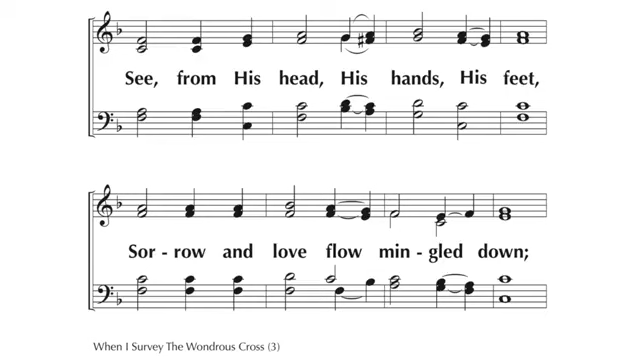 See, from His head, His hands, His feet,
Sor - row and love flow min - gled down;
When I Survey The Wondrous Cross (3)